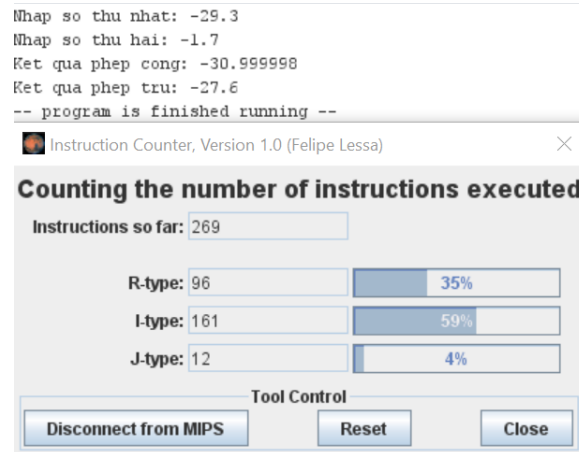 Nhap so thu nhat: -29.3
Nhap so thu hai: -1.7
Ket qua phep cong: -30.999998
Ket qua phep tru: -27.6
-- program is finished running --
Instruction Counter, Version 1.0 (Felipe Lessa)
Counting the number of instructions executed
Instructions so far: 269
R-type: 96 35%
I-type: 161 59%
J-type: 12 4%
Tool Control
Disconnect from MIPS Reset Close